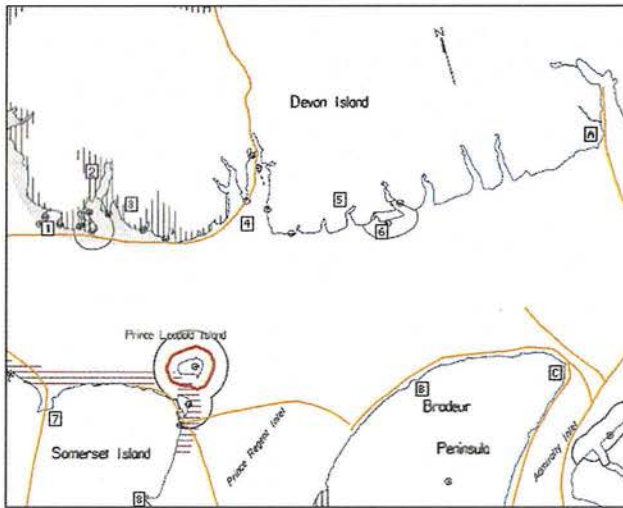 N
Devon Island
A
2
3
1
4
5
6
Prince Leopold Island
7
Somerset Island
8
Prince Regent Inlet
B
Brodeur
Peninsula
C
Admiralty Inlet